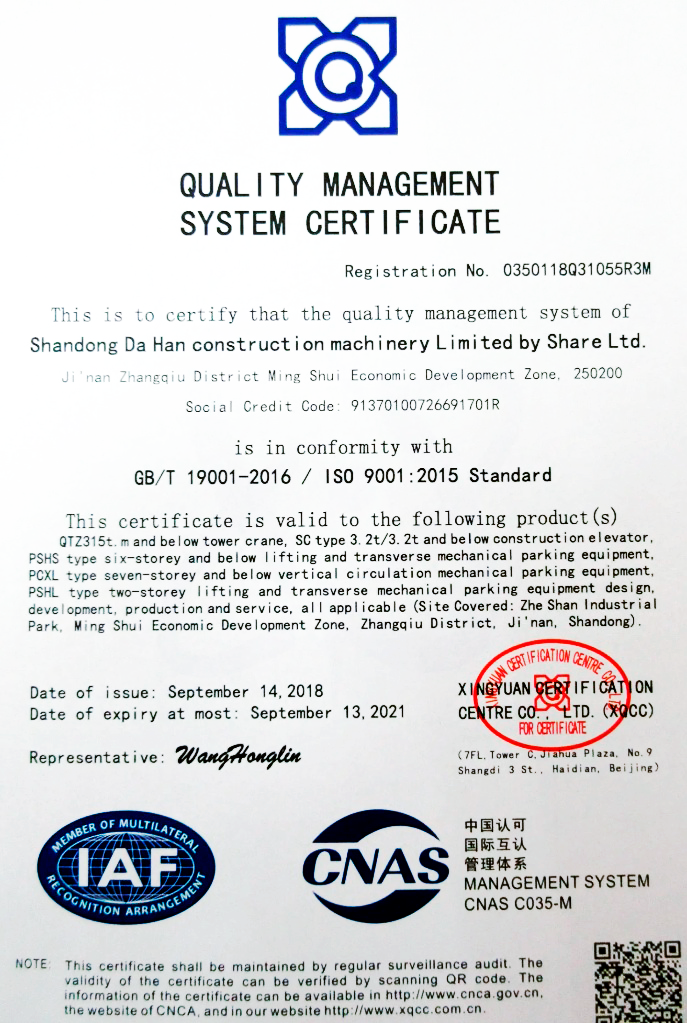 QUALITY MANAGEMENT
SYSTEM CERTIFICATE
Registration No. 0350118Q31055R3M
This is to certify that the quality management system of
Shandong Da Han construction machinery Limited by Share Ltd.
Ji'nan Zhangqiu District Ming Shui Economic Development Zone, 250200
Social Credit Code: 91370100726691701R
is in conformity with
GB/T 19001-2016 / ISO 9001:2015 Standard
This certificate is valid to the following product(s)
QTZ315t.m and below tower crane, SC type 3.2t/3.2t and below construction elevator,
PSHS type six-storey and below lifting and transverse mechanical parking equipment,
PCXL type seven-storey and below vertical circulation mechanical parking equipment,
PSHL type two-storey lifting and transverse mechanical parking equipment design,
development, production and service, all applicable (Site Covered: Zhe Shan Industrial
Park, Ming Shui Economic Development Zone, Zhangqiu District, Ji'nan, Shandong).
Date of issue: September 14,2018
Date of expiry at most: September 13,2021
Representative: WangHonglin
XINGYUAN CERTIFICATION CENTRE CO., LTD
FOR CERTIFICATE
XINGYUAN CERTIFICATION
CENTRE CO., LTD. (XQCC)
(7FL, Tower C, Jiahua Plaza, No.9
Shangdi 3 St., Haidian, Beijing)
MEMBER OF MULTILATERAL
IAF
RECOGNITION ARRANGEMENT
CNAS
中国认可
国际互认
管理体系
MANAGEMENT SYSTEM
CNAS C035-M
NOTE: This certificate shall be maintained by regular surveillance audit. The
validity of the certificate can be verified by scanning QR code. The
information of the certificate can be available in http://www.cnca.gov.cn,
the website of CNCA, and in our website http://www.xqcc.com.cn.